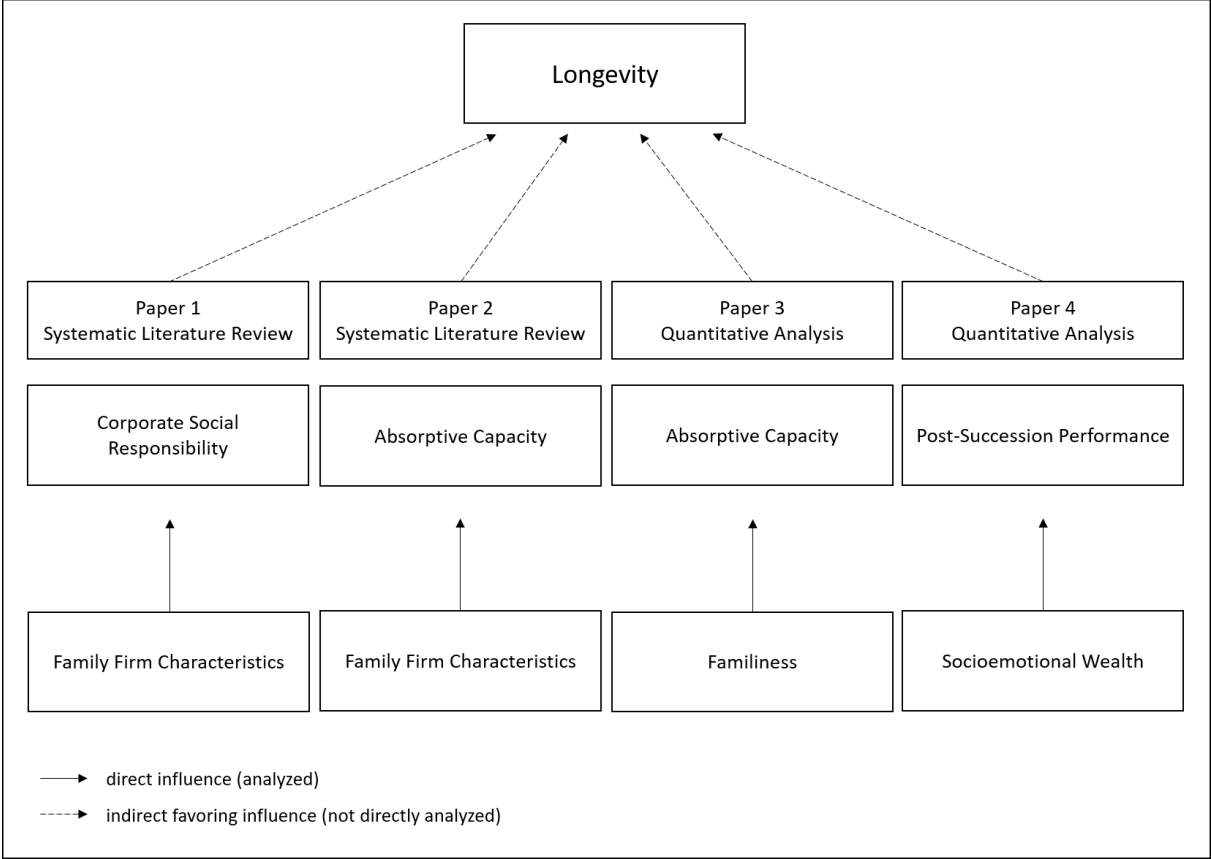 Longevity
Paper 1
Systematic Literature Review
Paper 2
Systematic Literature Review
Paper 3
Quantitative Analysis
Paper 4
Quantitative Analysis
Corporate Social
Responsibility
Absorptive Capacity
Absorptive Capacity
Post-Succession Performance
Family Firm Characteristics
Family Firm Characteristics
Familiness
Socioemotional Wealth
direct influence (analyzed)
indirect favoring influence (not directly analyzed)